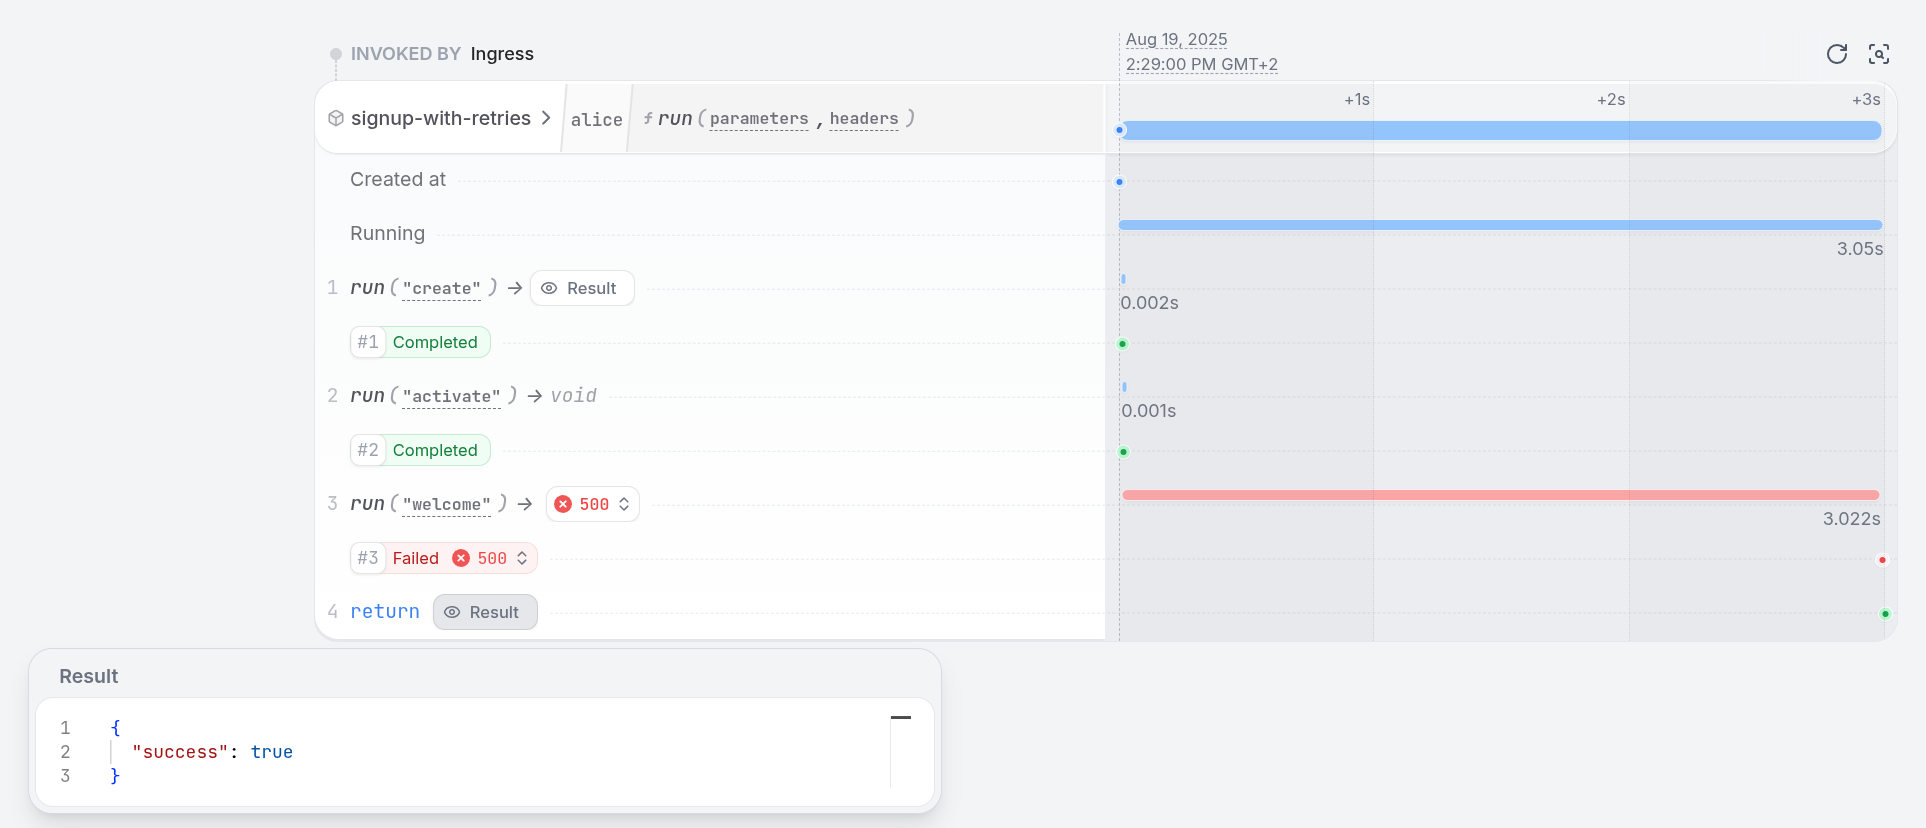 INVOKED BY Ingress
Aug 19, 2025
2:29:00 PM GMT+2
signup-with-retries alice f run(parameters, headers)
+1s +2s +3s
Created at
Running
3.05s
1 run("create") → Result
0.002s
#1 Completed
2 run("activate") → void
0.001s
#2 Completed
3 run("welcome") → 500
3.022s
#3 Failed 500
4 return Result
Result
1 {
2 "success": true
3 }